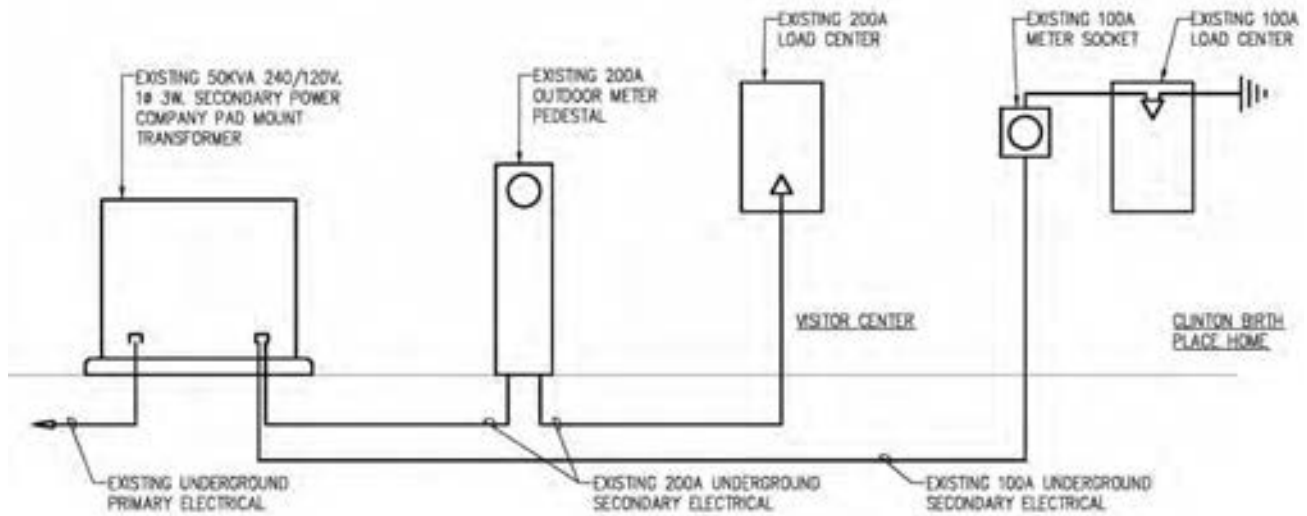 EXISTING 50KVA 240/120V,
1Ø 3W. SECONDARY POWER
COMPANY PAD MOUNT
TRANSFORMER
EXISTING 200A
OUTDOOR METER
PEDESTAL
EXISTING 200A
LOAD CENTER
EXISTING 100A
METER SOCKET
EXISTING 100A
LOAD CENTER
VISITOR CENTER
CLINTON BIRTH
PLACE HOME
EXISTING UNDERGROUND
PRIMARY ELECTRICAL
EXISTING 200A UNDERGROUND
SECONDARY ELECTRICAL
EXISTING 100A UNDERGROUND
SECONDARY ELECTRICAL